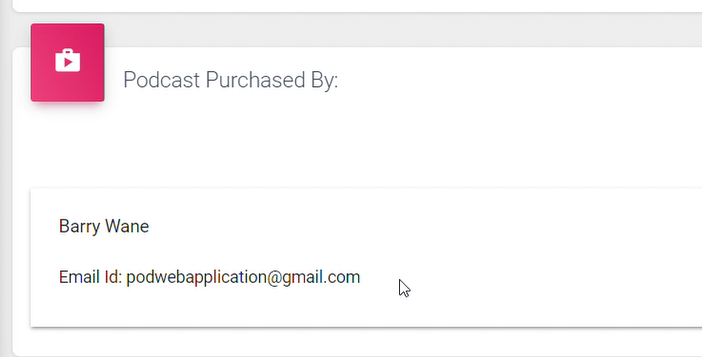 Podcast Purchased By:
Barry Wane
Email Id: podwebapplication@gmail.com